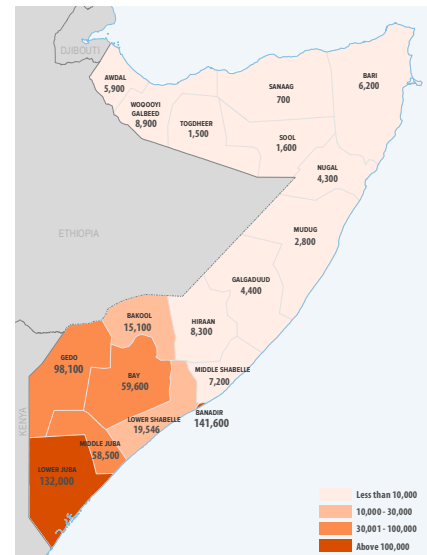 DJIBOUTI
AWDAL
5,900
WOQOOYI
GALBEED
8,900
TOGDHEER
1,500
SANAAG
700
BARI
6,200
SOOL
1,600
NUGAL
4,300
ETHIOPIA
MUDUG
2,800
GALGADUUD
4,400
BAKOOL
15,100
HIRAAN
8,300
GEDO
98,100
BAY
59,600
MIDDLE SHABELLE
7,200
KENYA
LOWER SHABELLE
19,546
BANADIR
141,600
MIDDLE JUBA
58,500
LOWER JUBA
132,000
Less than 10,000
10,000 - 30,000
30,001 - 100,000
Above 100,000